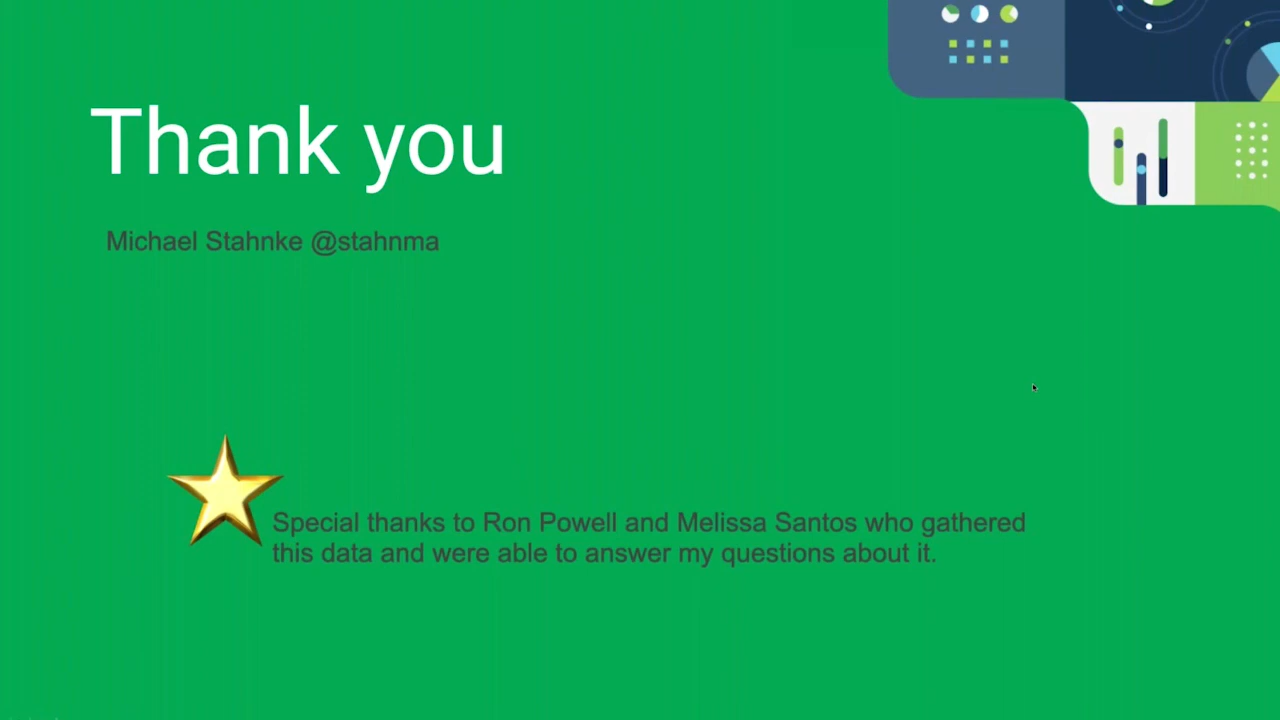 Thank you
Michael Stahnke @stahnma
Special thanks to Ron Powell and Melissa Santos who gathered
this data and were able to answer my questions about it.